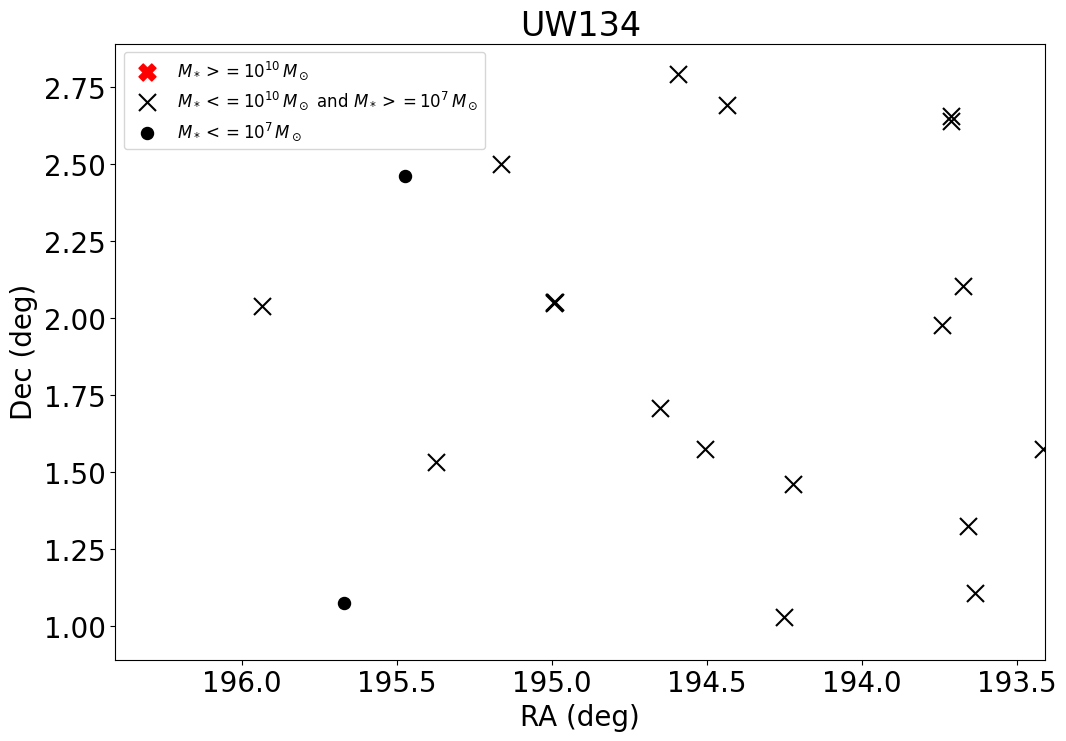 UW134
M* >= 10^10 M⊙
M* <= 10^10 M⊙ and M* >= 10^7 M⊙
M* <= 10^7 M⊙
Dec (deg)
2.75
2.50
2.25
2.00
1.75
1.50
1.25
1.00
196.0 195.5 195.0 194.5 194.0 193.5
RA (deg)